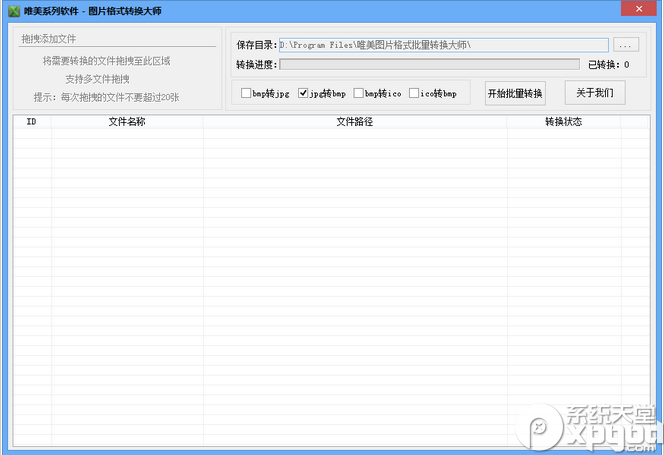 唯美系列软件 - 图片格式转换大师
拖拽添加文件
将需要转换的文件拖拽至此区域
支持多文件拖拽
提示：每次拖拽的文件不要超过20张
保存目录：D:\Program Files\唯美图片格式批量转换大师\ ...
转换进度： 已转换：0
bmp转jpg jpg转bmp bmp转ico ico转bmp 开始批量转换 关于我们
ID 文件名称 文件路径 转换状态
系统天堂